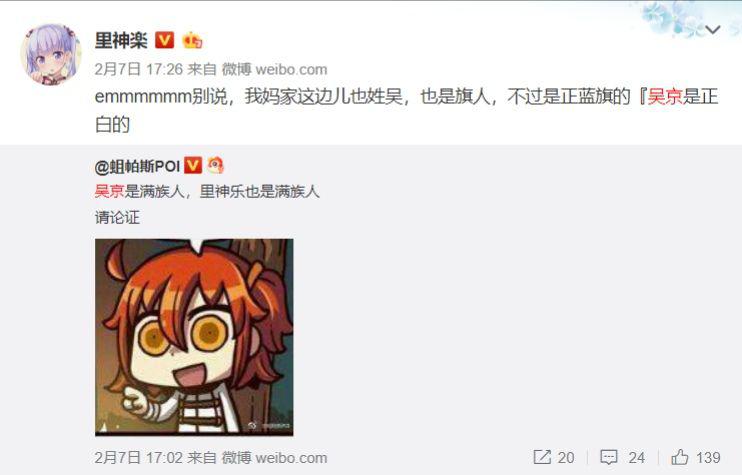 里神楽
2月7日 17:26 来自 微博 weibo.com
emmmmmm别说，我妈家这边儿也姓吴，也是旗人，不过是正蓝旗的『吴京是正
白的
@蛆帕斯POI
吴京是满族人，里神乐也是满族人
请论证
2月7日 17:02 来自 微博 weibo.com
20 24 139